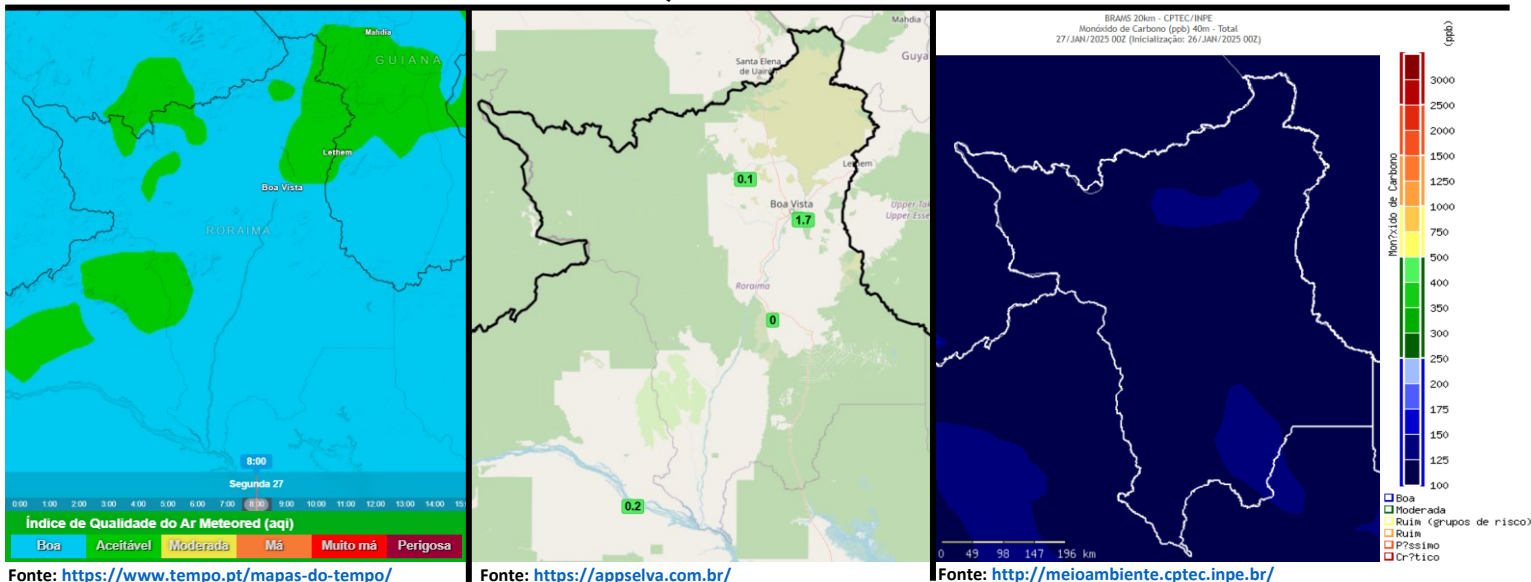 Mahdia
GUIANA
Lethem
Boa Vista
RORAIMA
8:00
Segunda 27
0:00 1:00 2:00 3:00 4:00 5:00 6:00 7:00 8:00 9:00 10:00 11:00 12:00 13:00 14:00 15:
Índice de Qualidade do Ar Meteored (aqi)
Boa Aceitável Moderada Má Muito má Perigosa
Fonte: https://www.tempo.pt/mapas-do-tempo/
Mahdia
Guya
Santa Elena
de Uairén
Lethem
0.1
Boa Vista
1.7
Upper Ta
Upper Esse
Roraima
0
0.2
Fonte: https://appselva.com.br/
BRAMS 20km - CPTEC/INPE
Monóxido de Carbono (ppb) 40m - Total
27/JAN/2025 00Z (Inicialização: 26/JAN/2025 00Z)
0 49 98 147 196 km
(ppb)
Mon?xido de Carbono
3000
2500
2000
1500
1250
1000
750
500
400
350
300
250
200
175
150
125
100
Boa
Moderada
Ruim (grupos de risco)
Ruim
P?ssimo
Cr?tico
Fonte: http://meioambiente.cptec.inpe.br/